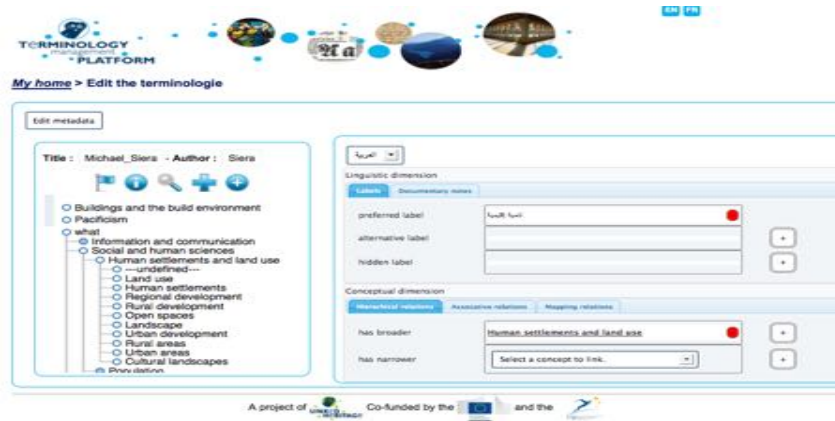 EN FR
TERMINOLOGY
management
PLATFORM
My home > Edit the terminologie
Edit metadata
Title : Michael_Siera - Author : Siera
Buildings and the build environment
Pacificism
what
Information and communication
Social and human sciences
Human settlements and land use
---undefined---
Land use
Human settlements
Regional development
Rural development
Open spaces
Landscape
Urban development
Rural areas
Urban areas
Cultural landscapes
Population
العربية
Linguistic dimension
Labels Documentary notes
preferred label
alternative label
hidden label
Conceptual dimension
Hierarchical relations Associative relations Mapping relations
has broader Human settlements and land use
has narrower Select a concept to link.
A project of Co-funded by the and the